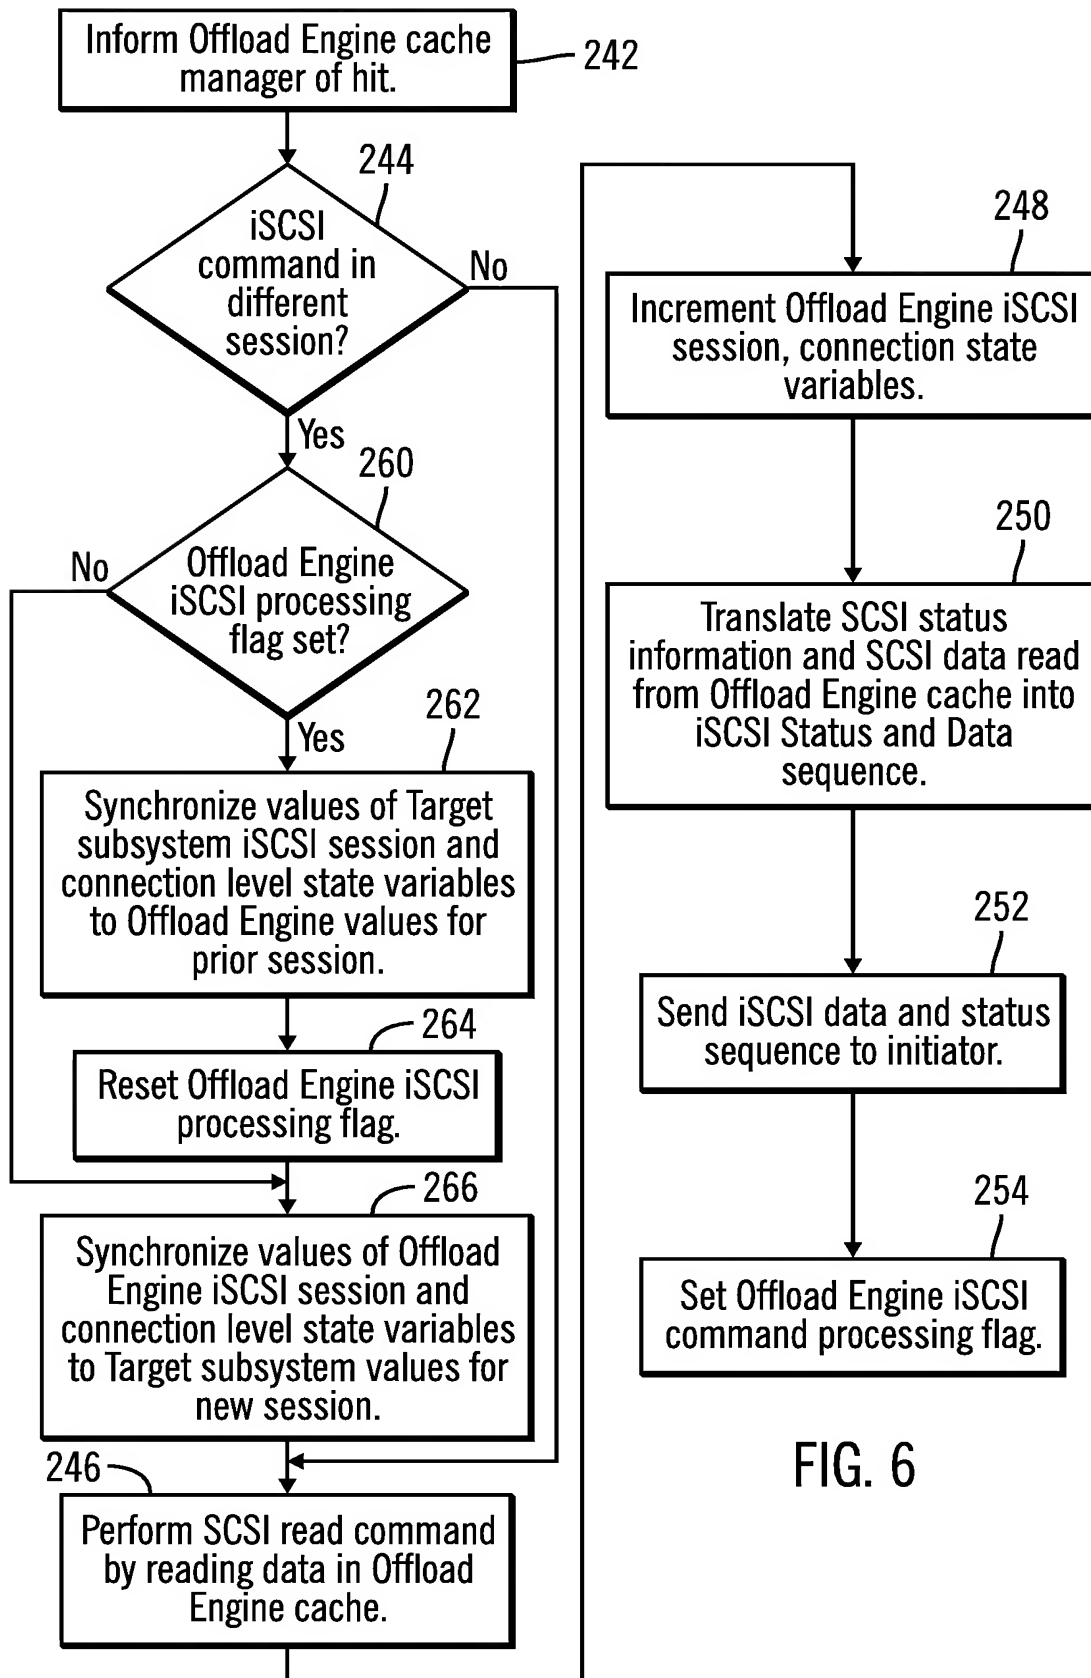 Inform Offload Engine cache
manager of hit.
242
244
iSCSI
command in
different
session?
No
Yes
260
No
Offload Engine
iSCSI processing
flag set?
Yes
262
Synchronize values of Target
subsystem iSCSI session and
connection level state variables
to Offload Engine values for
prior session.
264
Reset Offload Engine iSCSI
processing flag.
266
Synchronize values of Offload
Engine iSCSI session and
connection level state variables
to Target subsystem values for
new session.
246
Perform SCSI read command
by reading data in Offload
Engine cache.
248
Increment Offload Engine iSCSI
session, connection state
variables.
250
Translate SCSI status
information and SCSI data read
from Offload Engine cache into
iSCSI Status and Data
sequence.
252
Send iSCSI data and status
sequence to initiator.
254
Set Offload Engine iSCSI
command processing flag.
FIG. 6